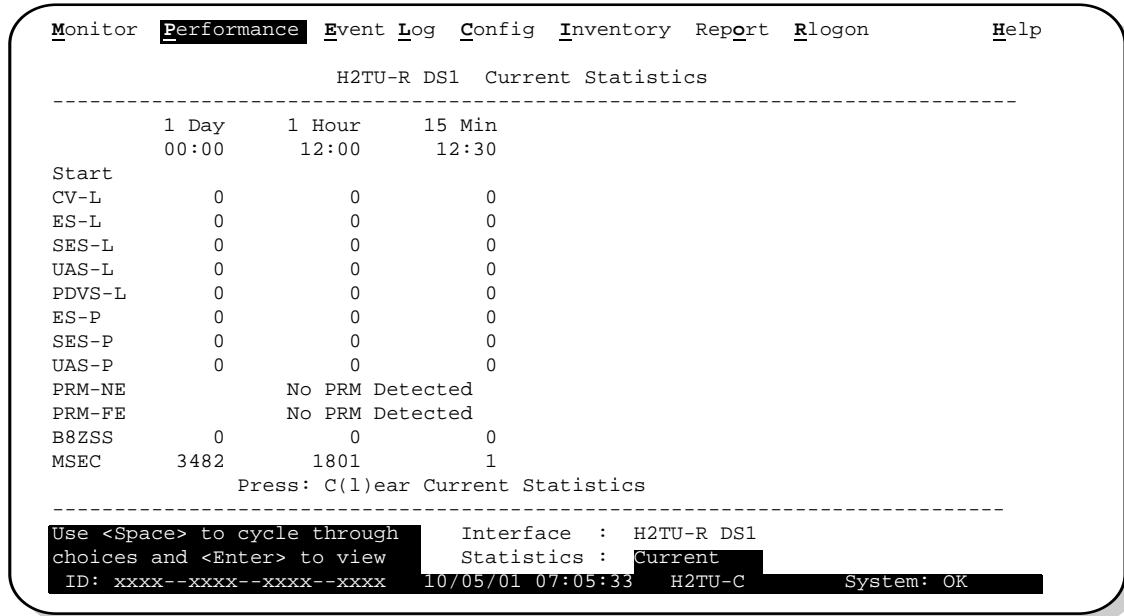 Monitor Performance Event Log Config Inventory Report Rlogon Help
H2TU-R DS1 Current Statistics
--------------------------------------------------------------------------------
1 Day 1 Hour 15 Min
00:00 12:00 12:30
Start
CV-L 0 0 0
ES-L 0 0 0
SES-L 0 0 0
UAS-L 0 0 0
PDVS-L 0 0 0
ES-P 0 0 0
SES-P 0 0 0
UAS-P 0 0 0
PRM-NE No PRM Detected
PRM-FE No PRM Detected
B8ZSS 0 0 0
MSEC 3482 1801 1
Press: C(l)ear Current Statistics
--------------------------------------------------------------------------------
Use <Space> to cycle through Interface : H2TU-R DS1
choices and <Enter> to view Statistics : Current
ID: xxxx--xxxx--xxxx--xxxx 10/05/01 07:05:33 H2TU-C System: OK